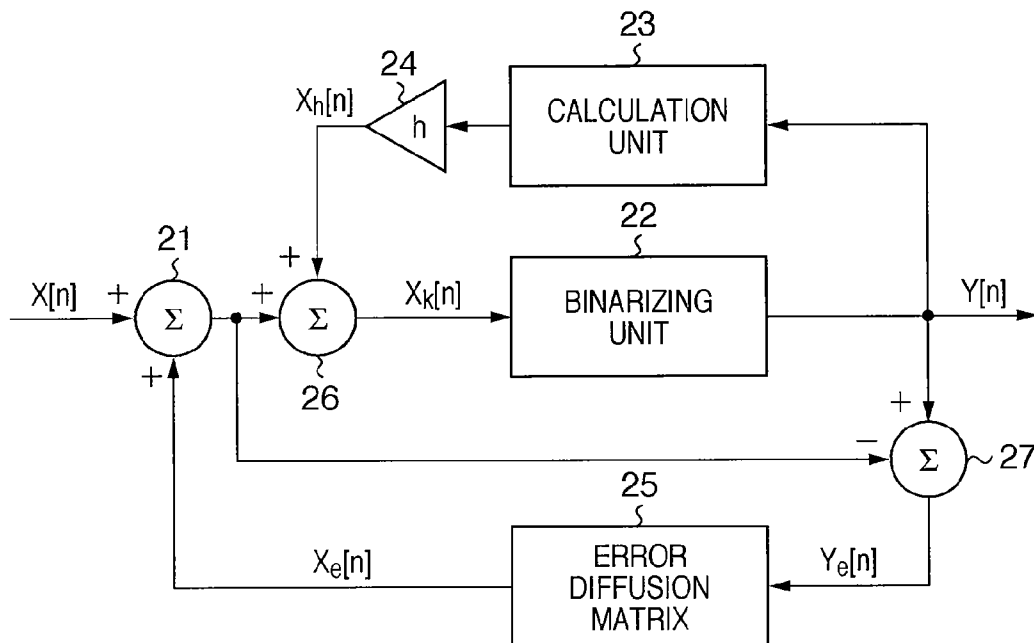 23
24
Xh[n]
h
CALCULATION
UNIT
22
21
+
X[n]
+
Σ
+
+
Σ
26
Xk[n]
BINARIZING
UNIT
Y[n]
+
−
Σ
27
25
Xe[n]
ERROR
DIFFUSION
MATRIX
Ye[n]